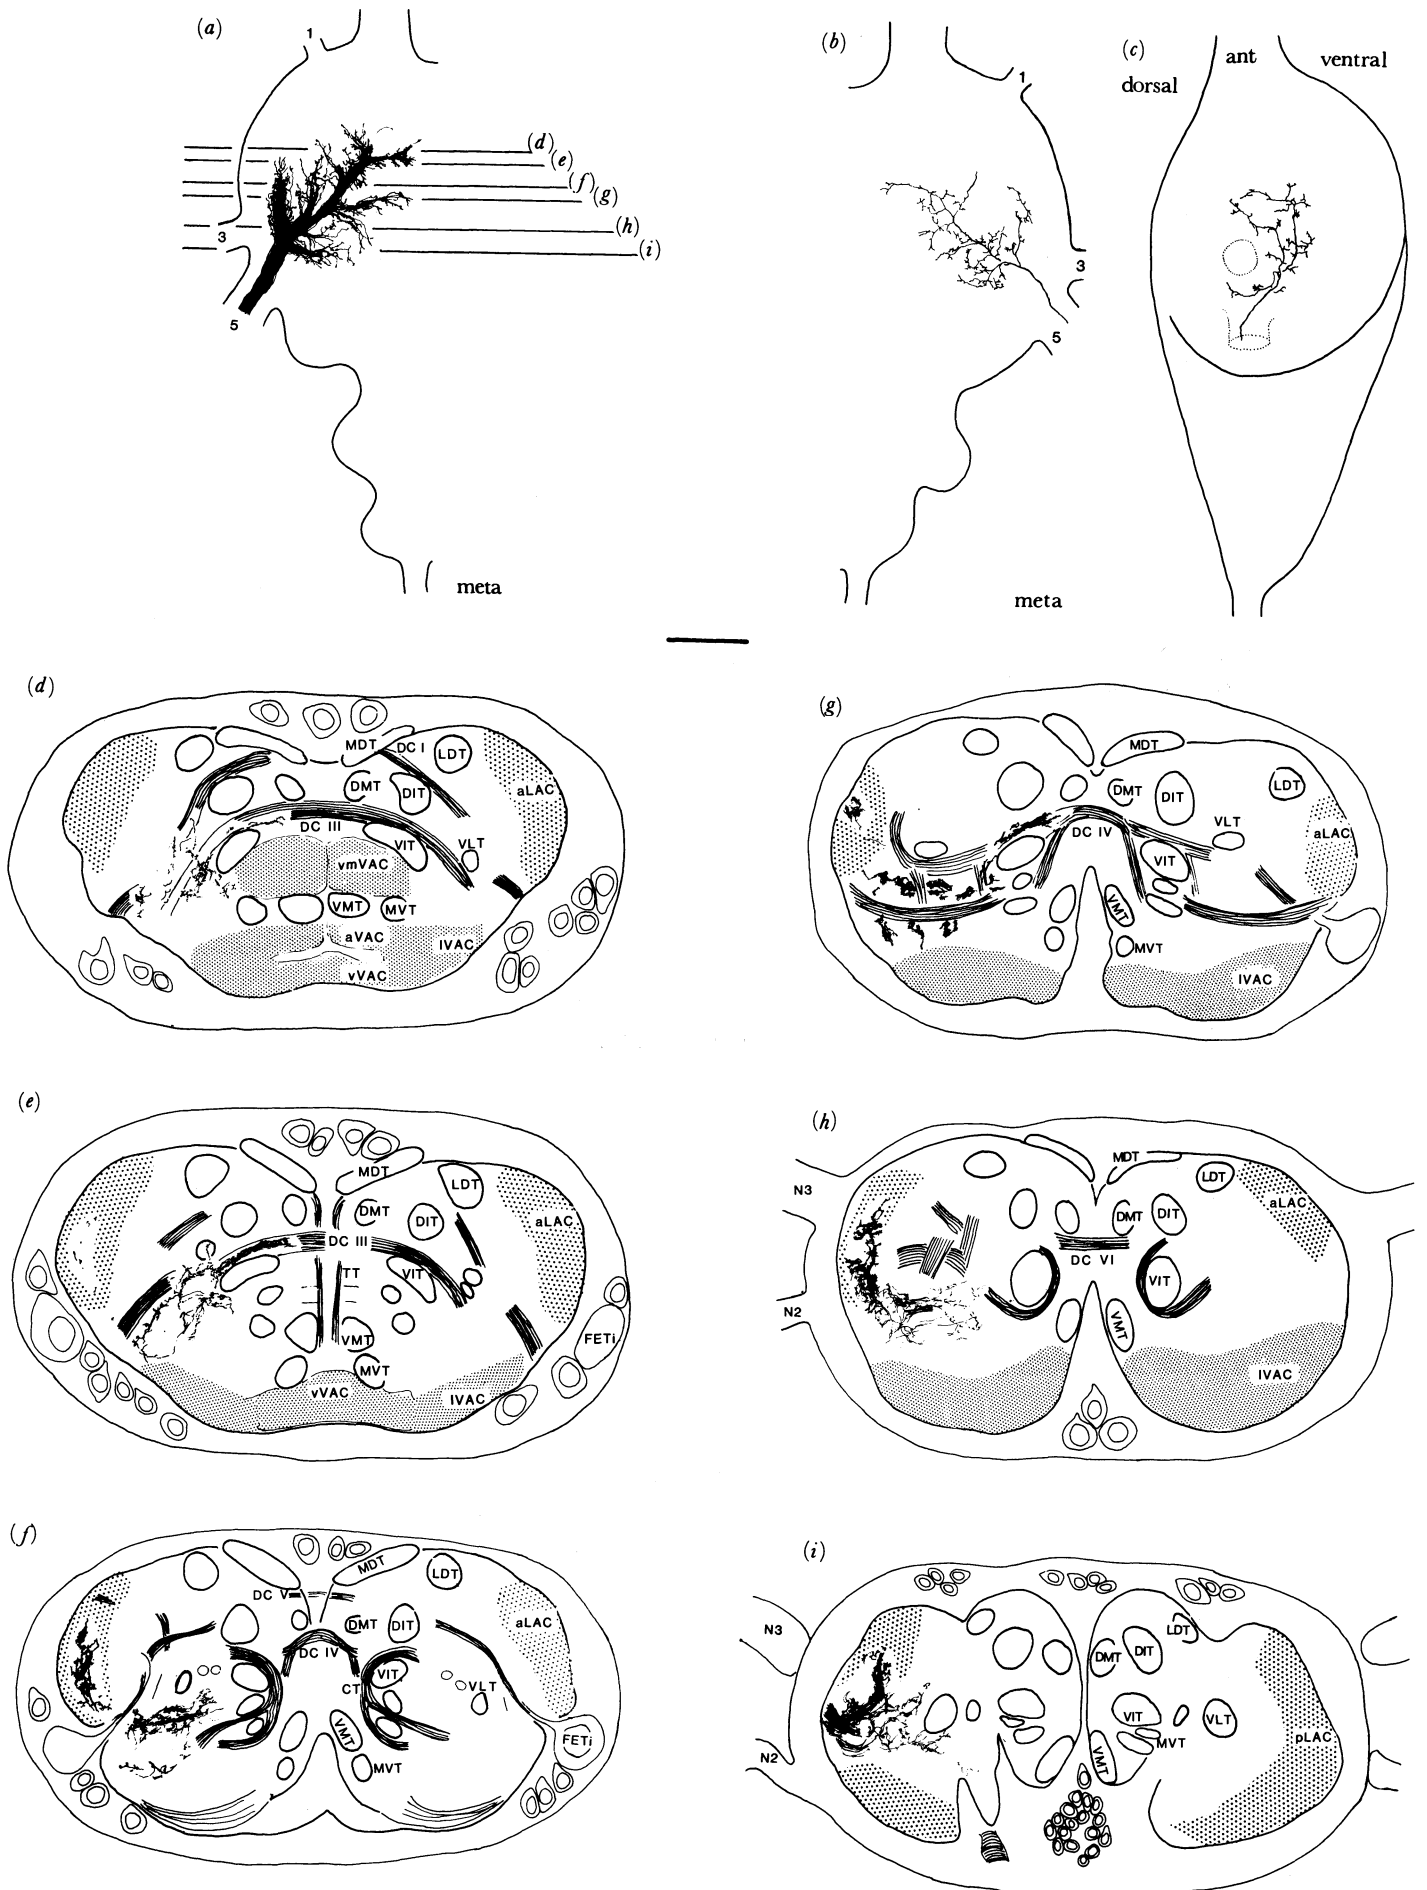 (a)
1
(d)
(e)
(f)
(g)
(h)
(i)
3
5
meta
(b)
1
3
5
meta
(c)
ant
ventral
dorsal
(d)
MDT
DC I
LDT
DMT
DIT
aLAC
DC III
VIT
VLT
vmVAC
VMT
MVT
aVAC
lVAC
vVAC
(e)
MDT
LDT
DMT
DIT
aLAC
DC III
TT
VIT
VMT
FETi
MVT
vVAC
lVAC
(f)
MDT
LDT
DC V
DMT
DIT
aLAC
DC IV
VIT
CT
VLT
VMT
FETi
MVT
(g)
MDT
DMT
DIT
LDT
VLT
aLAC
DC IV
VIT
VMT
MVT
lVAC
(h)
MDT
LDT
N3
aLAC
DMT
DIT
DC VI
VIT
N2
VMT
lVAC
(i)
N3
LDT
DMT
DIT
VIT
VLT
MVT
pLAC
N2
VMT